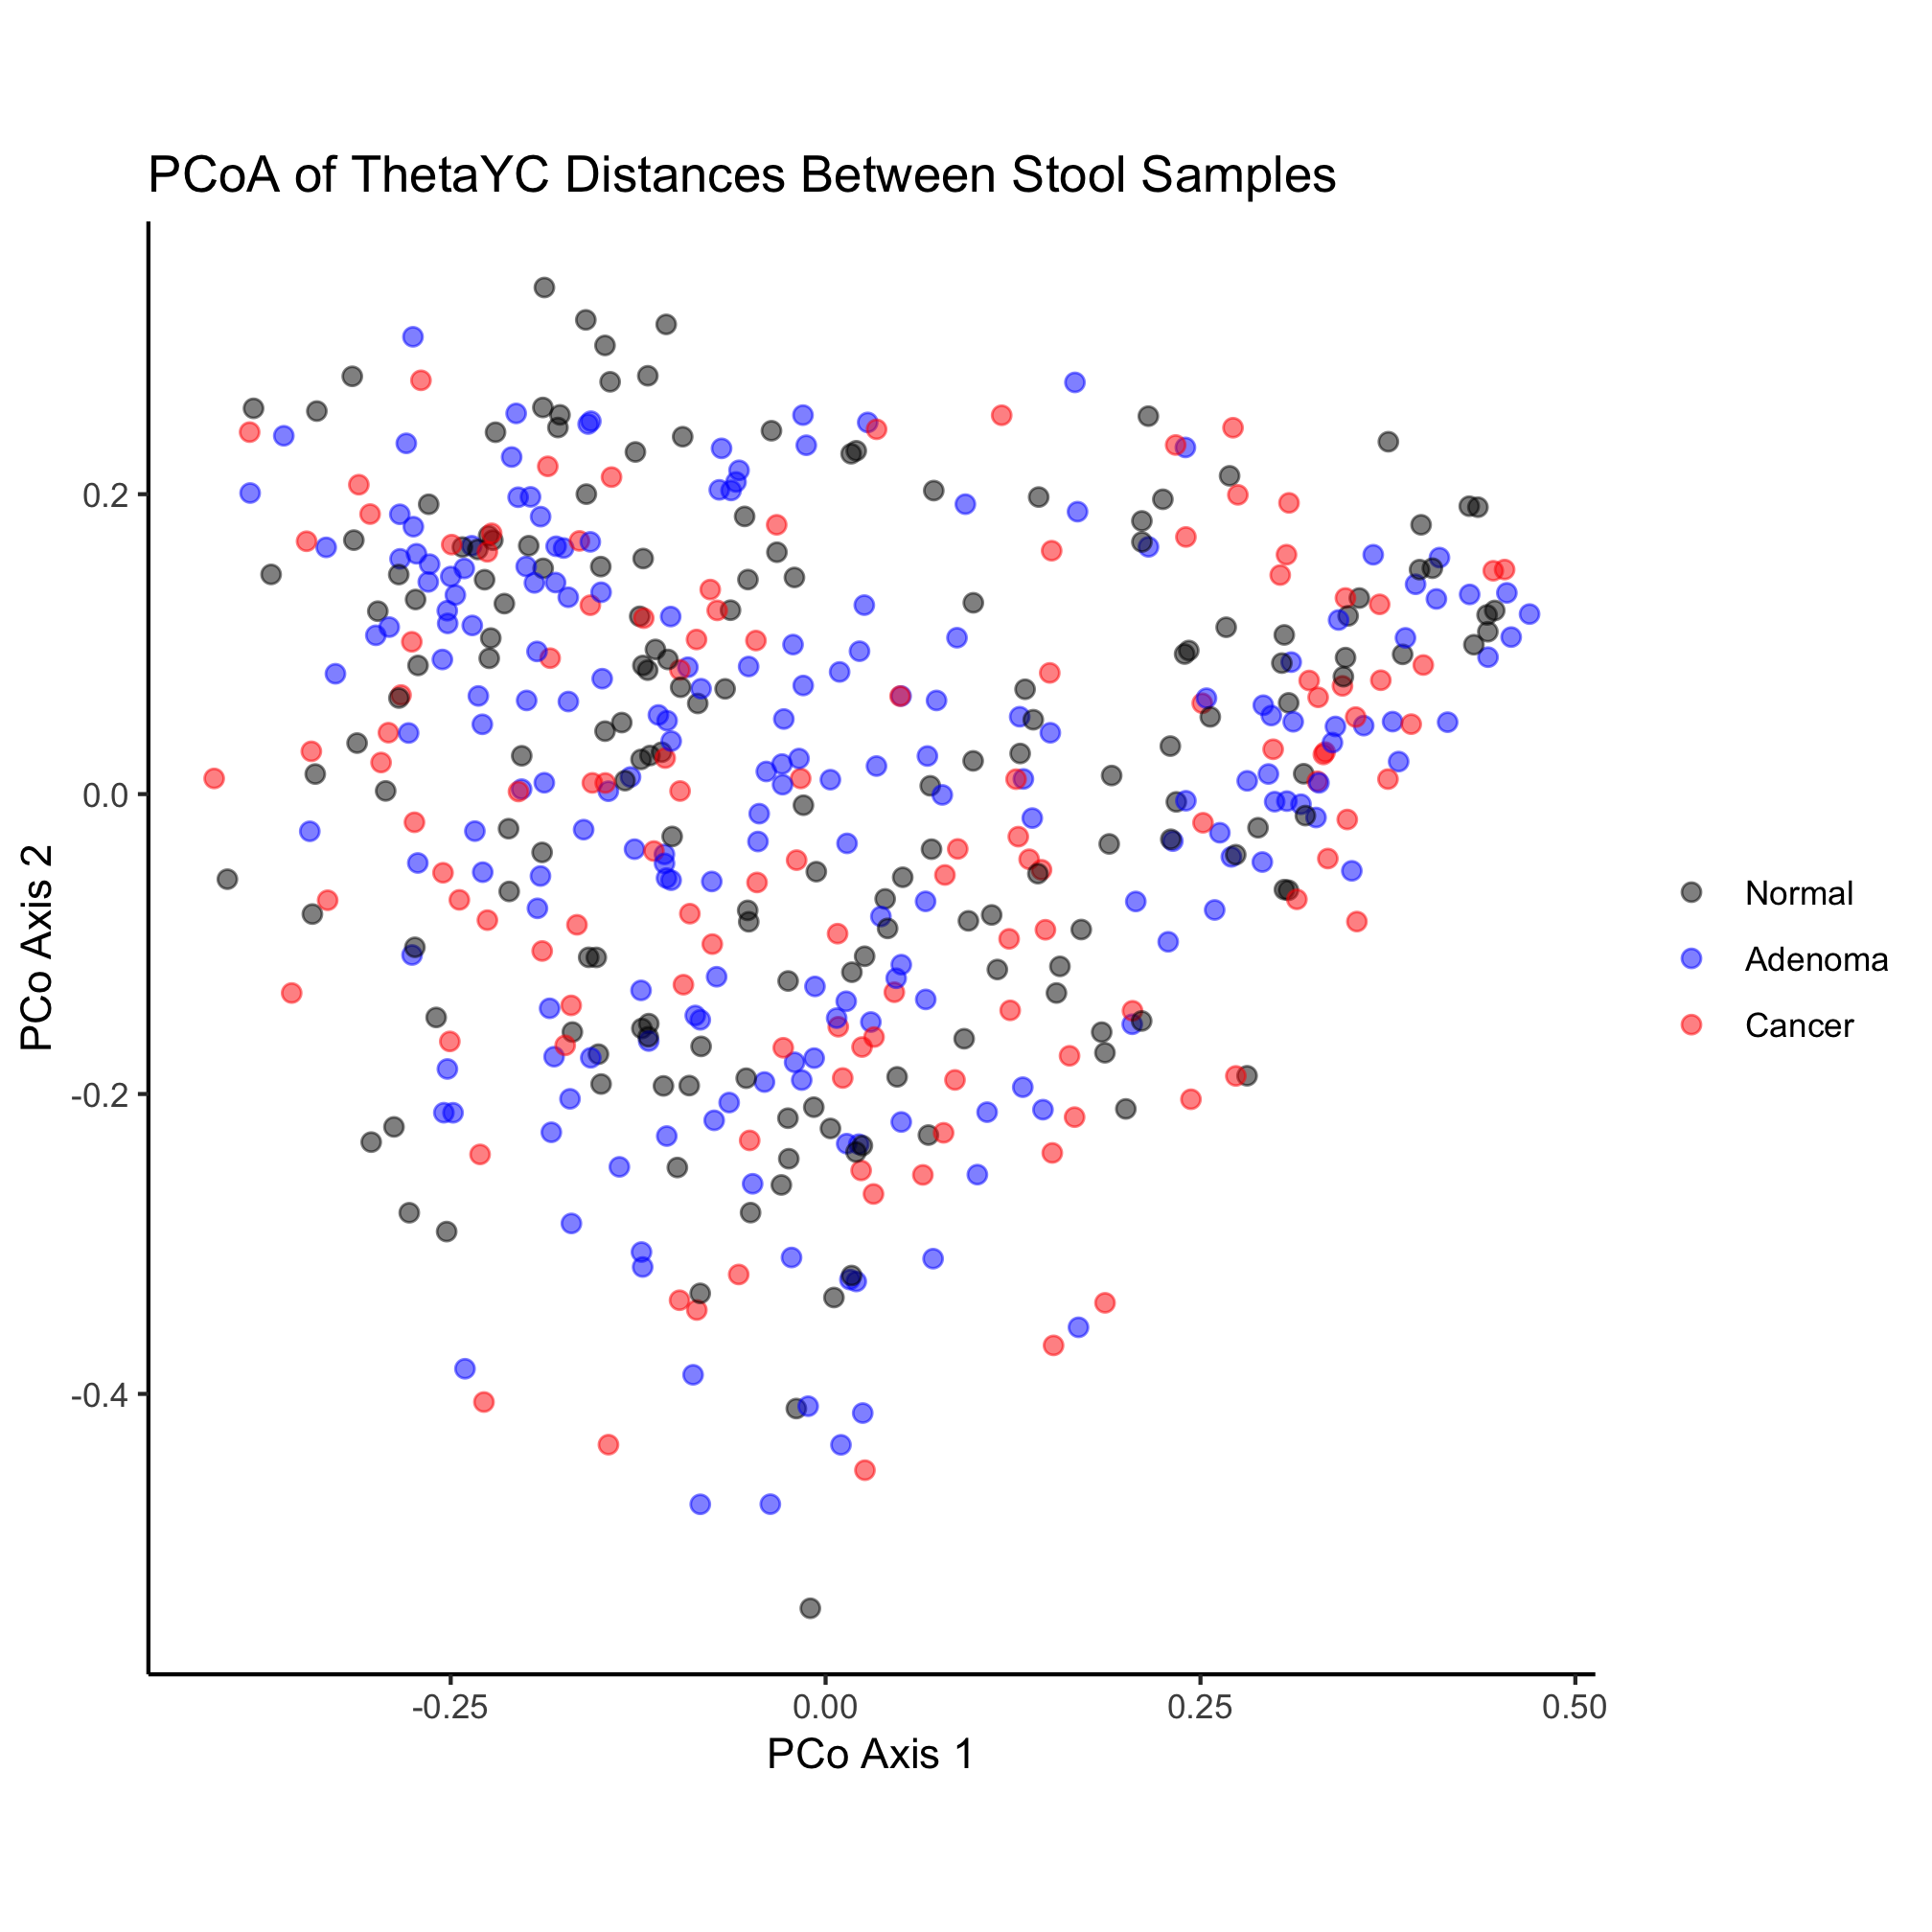 PCoA of ThetaYC Distances Between Stool Samples
PCo Axis 2
0.2
0.0
-0.2
-0.4
-0.25
0.00
0.25
0.50
PCo Axis 1
Normal
Adenoma
Cancer